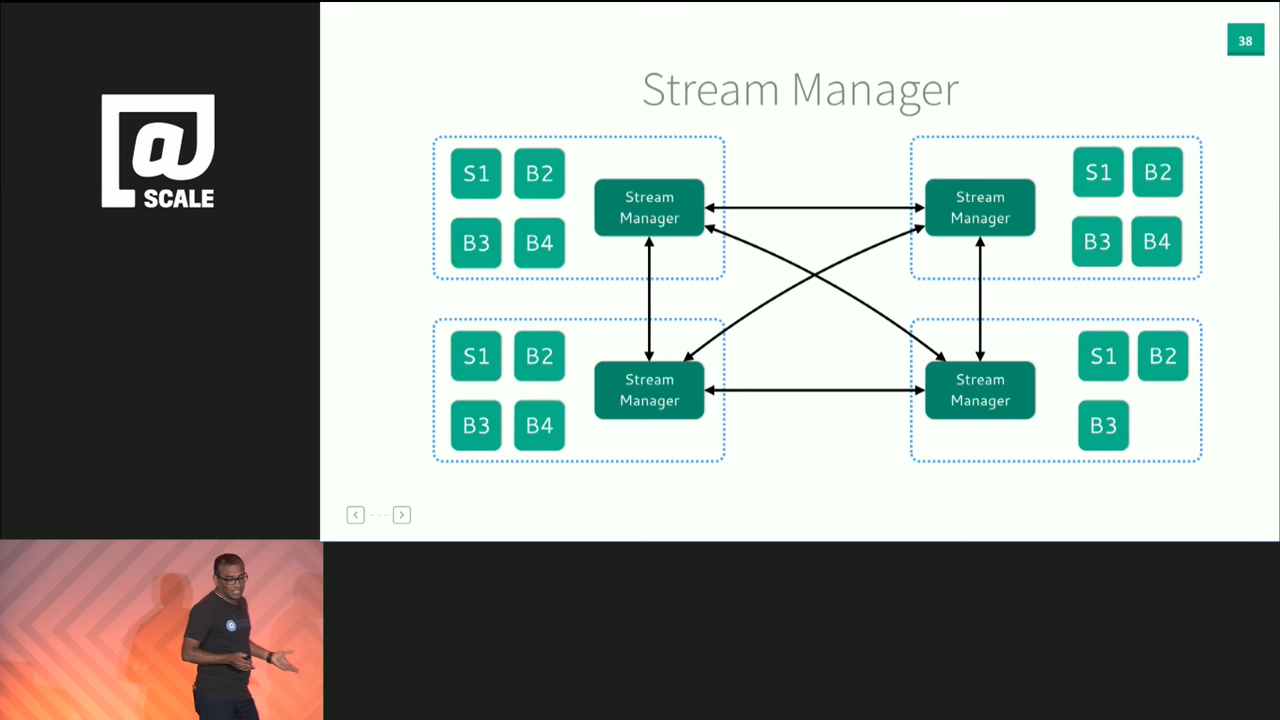 @
SCALE
38
Stream Manager
S1 B2
B3 B4
Stream
Manager
Stream
Manager
S1 B2
B3 B4
S1 B2
B3 B4
Stream
Manager
Stream
Manager
S1 B2
B3